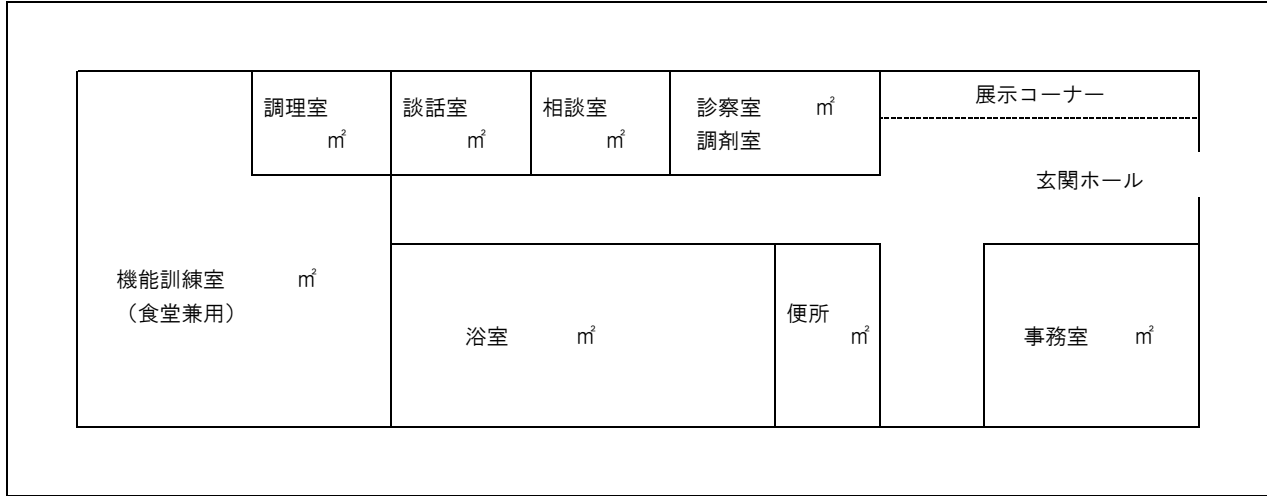 調理室
㎡
談話室
㎡
相談室
㎡
診察室 ㎡
調剤室
展示コーナー
玄関ホール
機能訓練室 ㎡
（食堂兼用）
浴室 ㎡
便所
㎡
事務室 ㎡